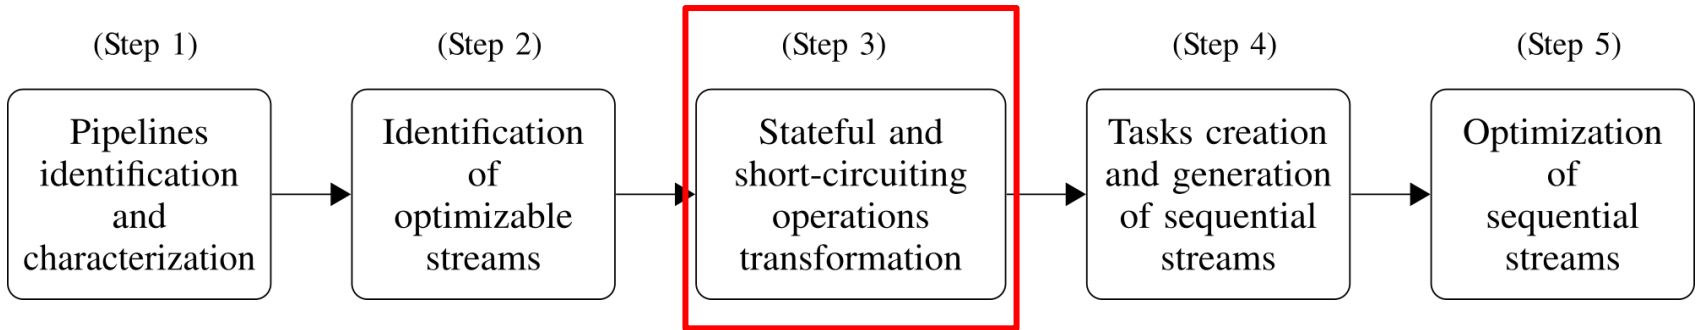 (Step 1)
Pipelines
identification
and
characterization
(Step 2)
Identification
of
optimizable
streams
(Step 3)
Stateful and
short-circuiting
operations
transformation
(Step 4)
Tasks creation
and generation
of sequential
streams
(Step 5)
Optimization
of
sequential
streams